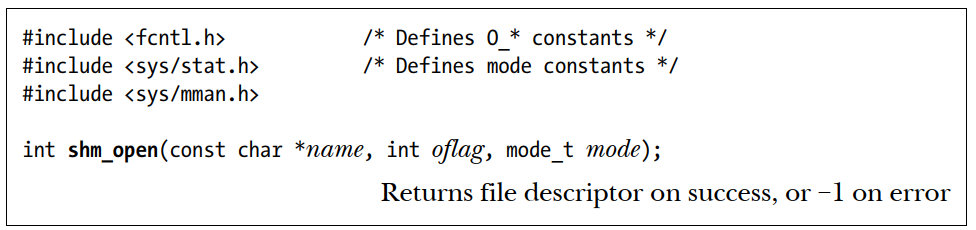 #include <fcntl.h> /* Defines O_* constants */
#include <sys/stat.h> /* Defines mode constants */
#include <sys/mman.h>
int shm_open(const char *name, int oflag, mode_t mode);
Returns file descriptor on success, or –1 on error